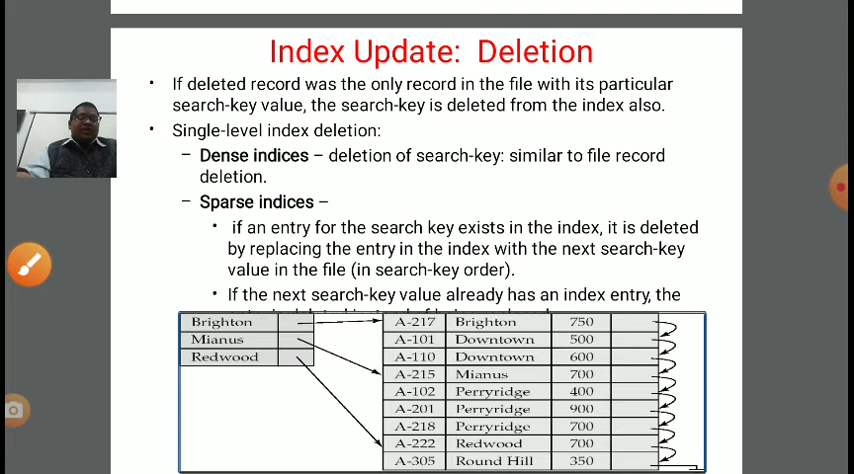 Index Update: Deletion
• If deleted record was the only record in the file with its particular
search-key value, the search-key is deleted from the index also.
• Single-level index deletion:
– Dense indices – deletion of search-key: similar to file record
deletion.
– Sparse indices –
• if an entry for the search key exists in the index, it is deleted
by replacing the entry in the index with the next search-key
value in the file (in search-key order).
• If the next search-key value already has an index entry, the
Brighton
Mianus
Redwood
A-217 Brighton 750
A-101 Downtown 500
A-110 Downtown 600
A-215 Mianus 700
A-102 Perryridge 400
A-201 Perryridge 900
A-218 Perryridge 700
A-222 Redwood 700
A-305 Round Hill 350